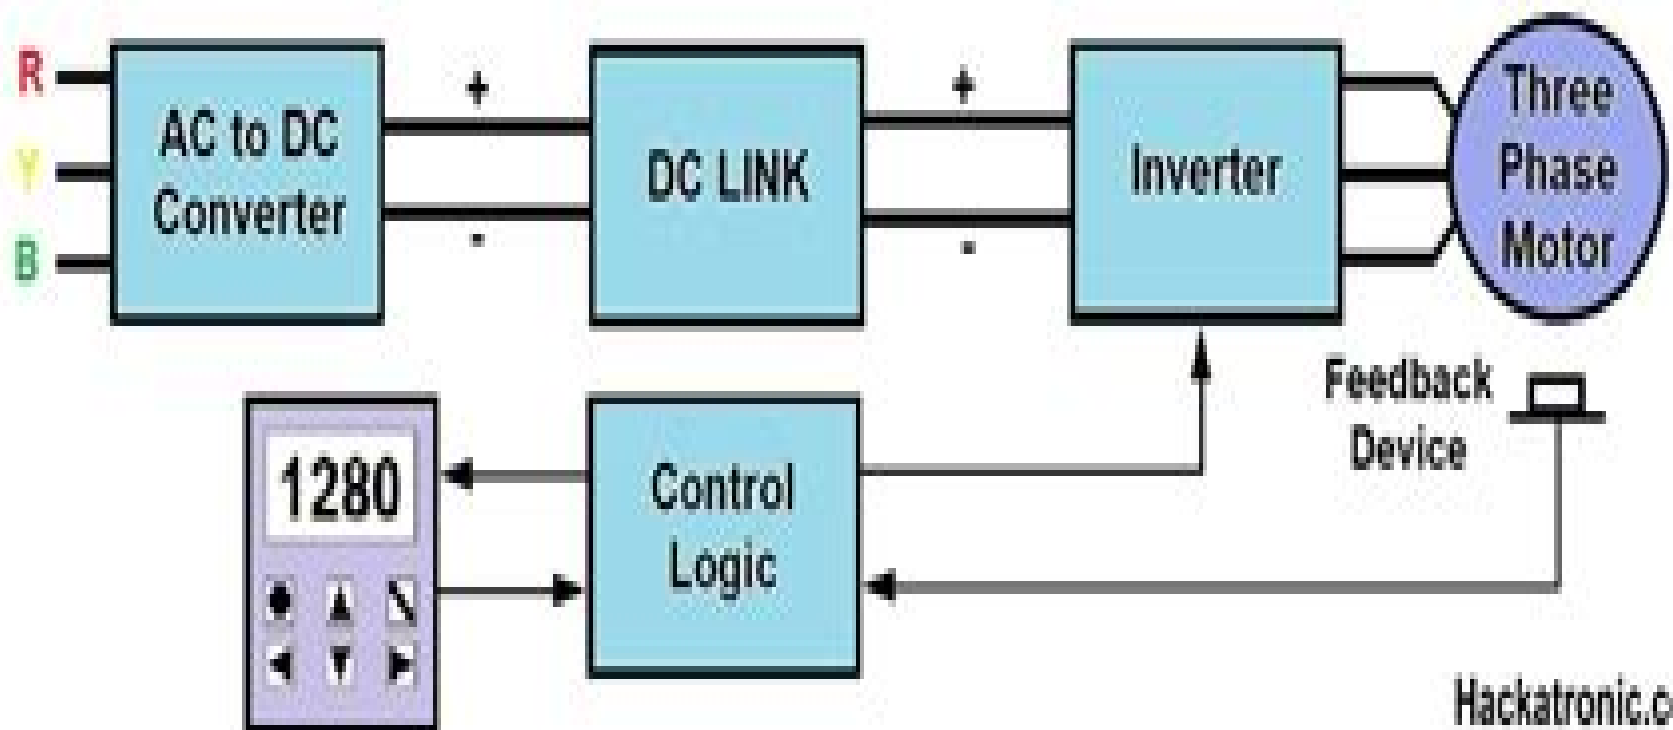 R
Y
B
AC to DC
Converter
+
-
DC LINK
+
-
Inverter
Three
Phase
Motor
1280
Control
Logic
Feedback
Device
Hackatronic.c